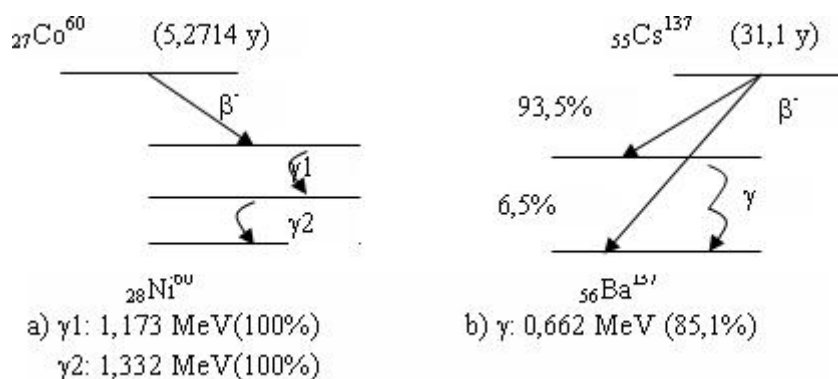 ₂₇Co⁶⁰ (5,2714 y)
β⁻
γ1
γ2
₂₈Ni⁶⁰
a) γ1: 1,173 MeV(100%)
γ2: 1,332 MeV(100%)
₅₅Cs¹³⁷ (31,1 y)
93,5%
β⁻
6,5%
γ
₅₆Ba¹³⁷
b) γ: 0,662 MeV (85,1%)